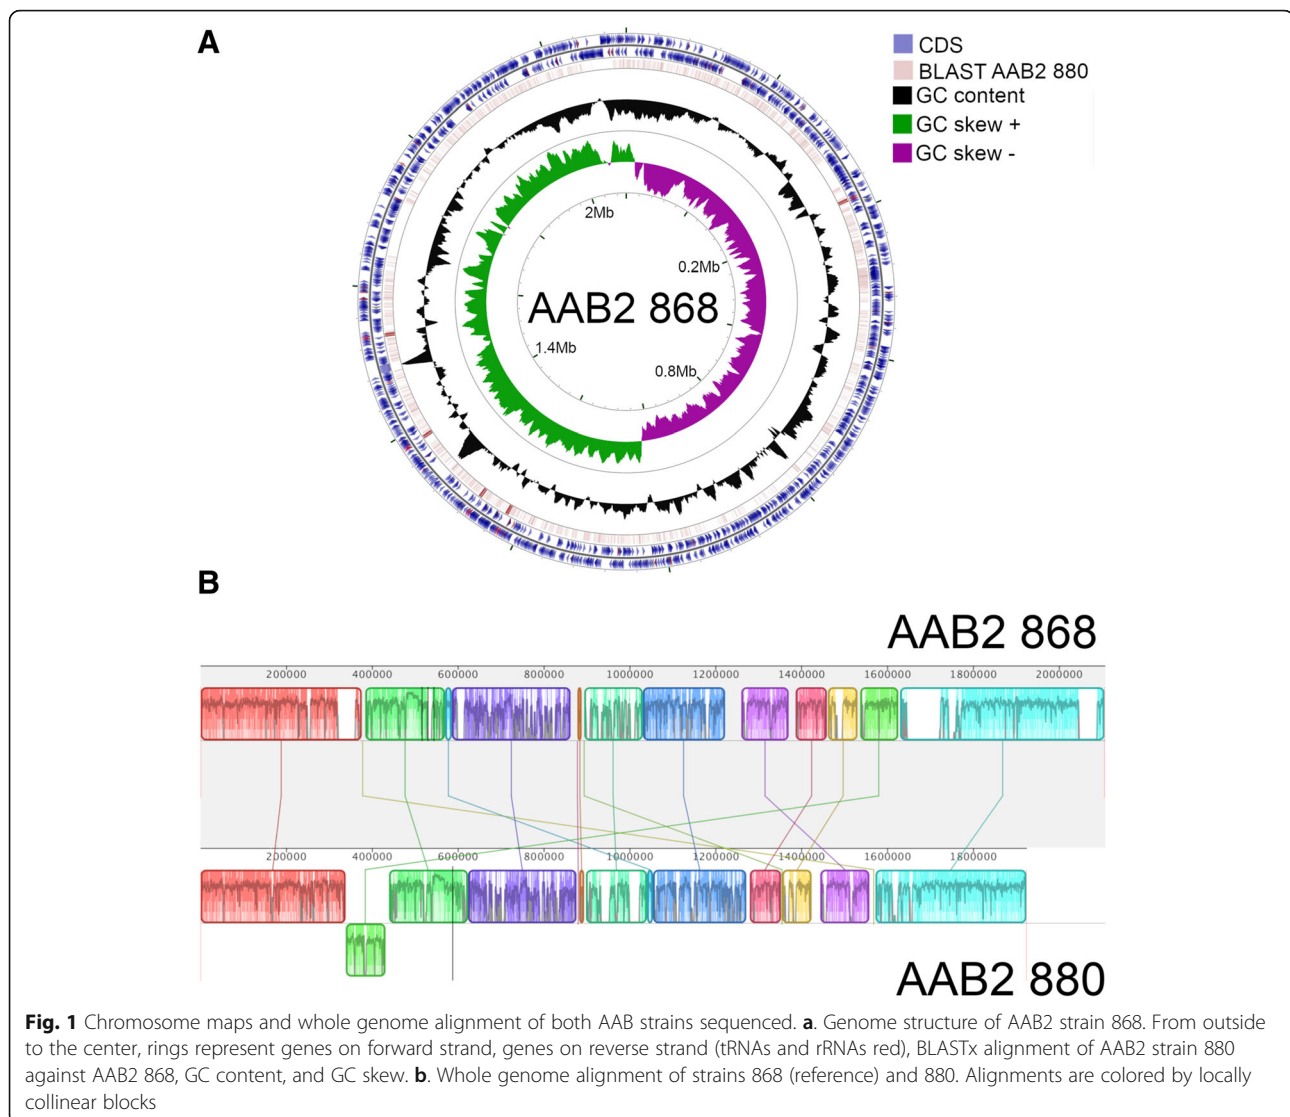 A
CDS
BLAST AAB2 880
GC content
GC skew +
GC skew -
2Mb
0.2Mb
AAB2 868
1.4Mb
0.8Mb
B
AAB2 868
200000 400000 600000 800000 1000000 1200000 1400000 1600000 1800000 2000000
200000 400000 600000 800000 1000000 1200000 1400000 1600000 1800000
AAB2 880
Fig. 1 Chromosome maps and whole genome alignment of both AAB strains sequenced. a. Genome structure of AAB2 strain 868. From outside
to the center, rings represent genes on forward strand, genes on reverse strand (tRNAs and rRNAs red), BLASTx alignment of AAB2 strain 880
against AAB2 868, GC content, and GC skew. b. Whole genome alignment of strains 868 (reference) and 880. Alignments are colored by locally
collinear blocks